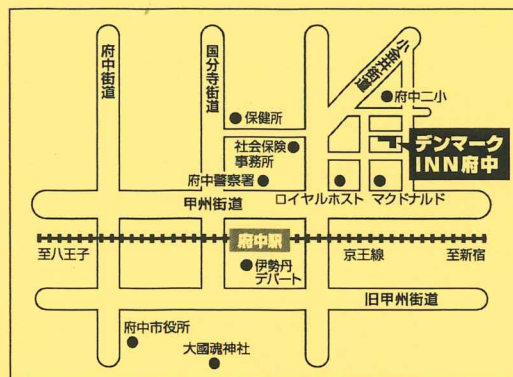 府中街道
国分寺街道
小金井街道
府中二小
保健所
社会保険
事務所
デンマーク
INN府中
府中警察署
ロイヤルホスト
マクドナルド
甲州街道
府中駅
至八王子
京王線
至新宿
伊勢丹
デパート
旧甲州街道
府中市役所
大國魂神社